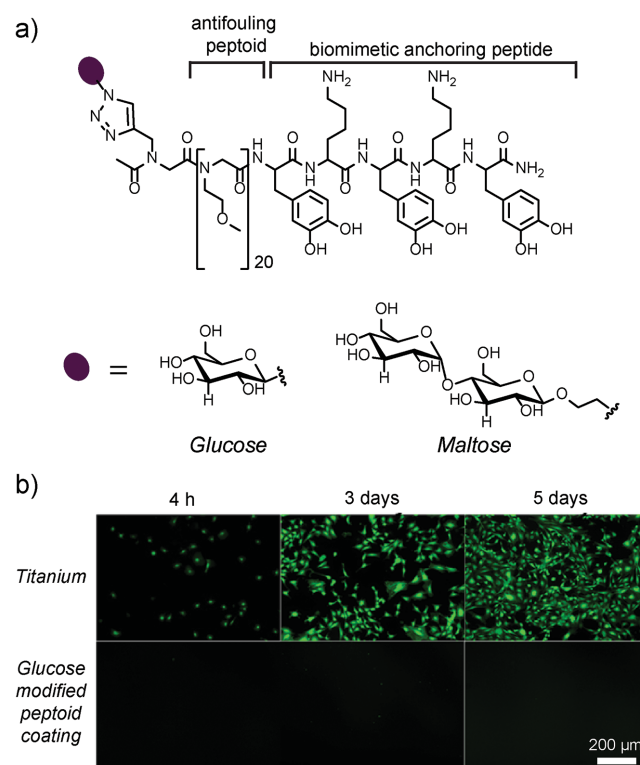 a)
antifouling
peptoid
biomimetic anchoring peptide
NH2
NH2
N
N
N
N
O
O
N
O
H
N
O
N
H
O
H
N
O
N
H
O
H
N
O
NH2
O
20
OH
OH
OH
OH
OH
OH
=
OH
HO
HO
O
OH
H
Glucose
OH
HO
HO
O
OH
H
O
OH
HO
O
OH
O
H
Maltose
b)
4 h
3 days
5 days
Titanium
Glucose
modified
peptoid
coating
200 µm